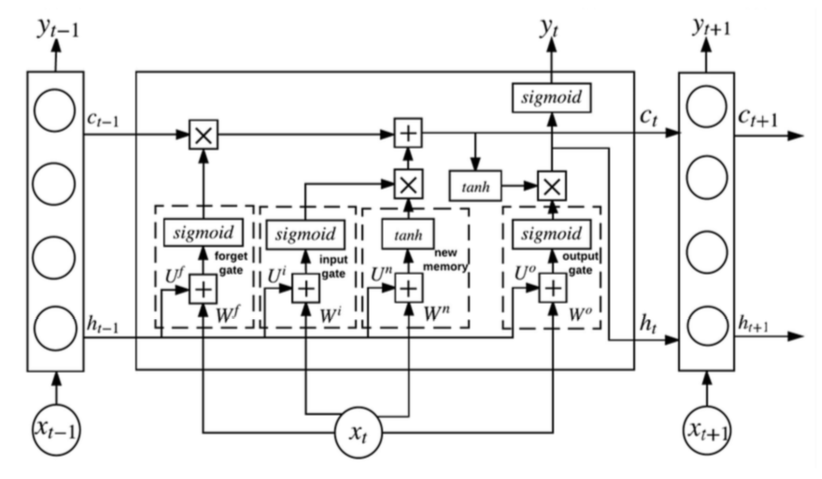 y_{t-1}
y_t
y_{t+1}
sigmoid
c_{t-1}
×
+
c_t
c_{t+1}
×
tanh
×
sigmoid
sigmoid
tanh
sigmoid
forget gate
input gate
new memory
output gate
U^f
U^i
U^n
U^o
+
+
+
+
W^f
W^i
W^n
W^o
h_{t-1}
h_t
h_{t+1}
x_{t-1}
x_t
x_{t+1}